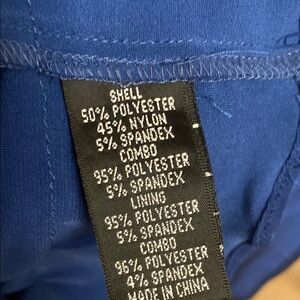 SHELL
50% POLYESTER
45% NYLON
5% SPANDEX
COMBO
95% POLYESTER
5% SPANDEX
LINING
95% POLYESTER
5% SPANDEX
COMBO
96% POLYESTER
4% SPANDEX
MADE IN CHINA